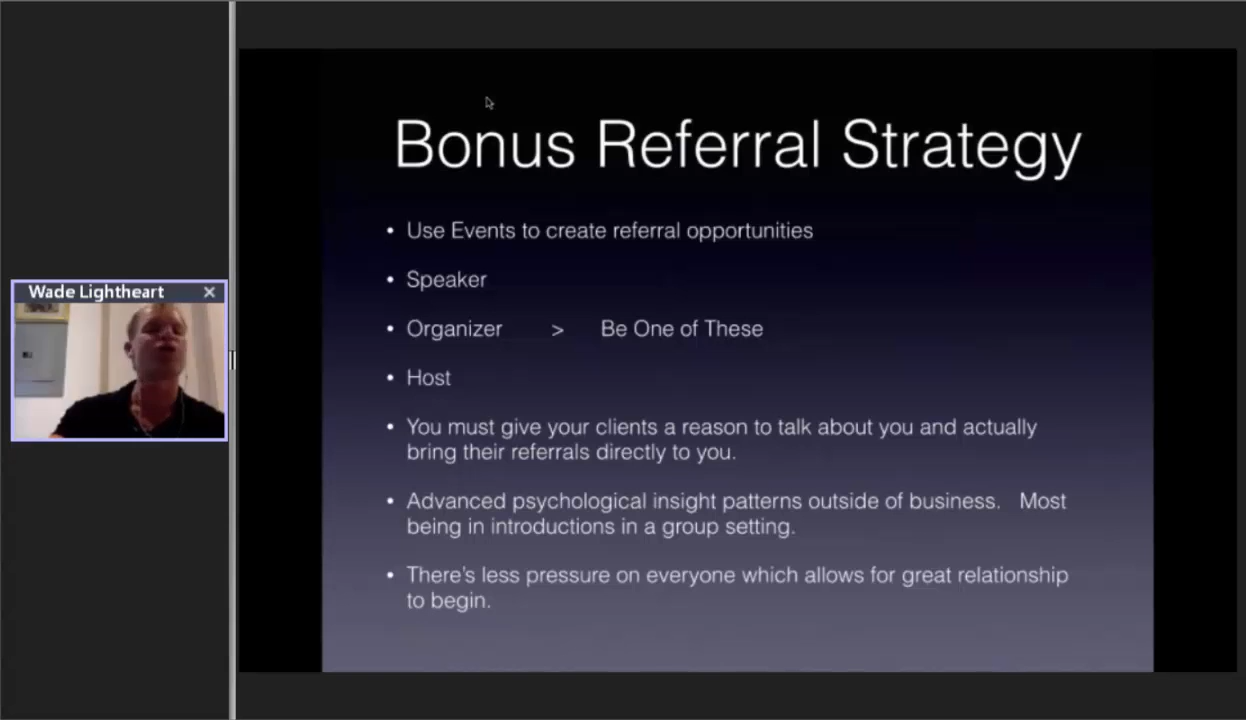 Wade Lightheart
Bonus Referral Strategy
• Use Events to create referral opportunities
• Speaker
• Organizer > Be One of These
• Host
• You must give your clients a reason to talk about you and actually
bring their referrals directly to you.
• Advanced psychological insight patterns outside of business. Most
being in introductions in a group setting.
• There's less pressure on everyone which allows for great relationship
to begin.